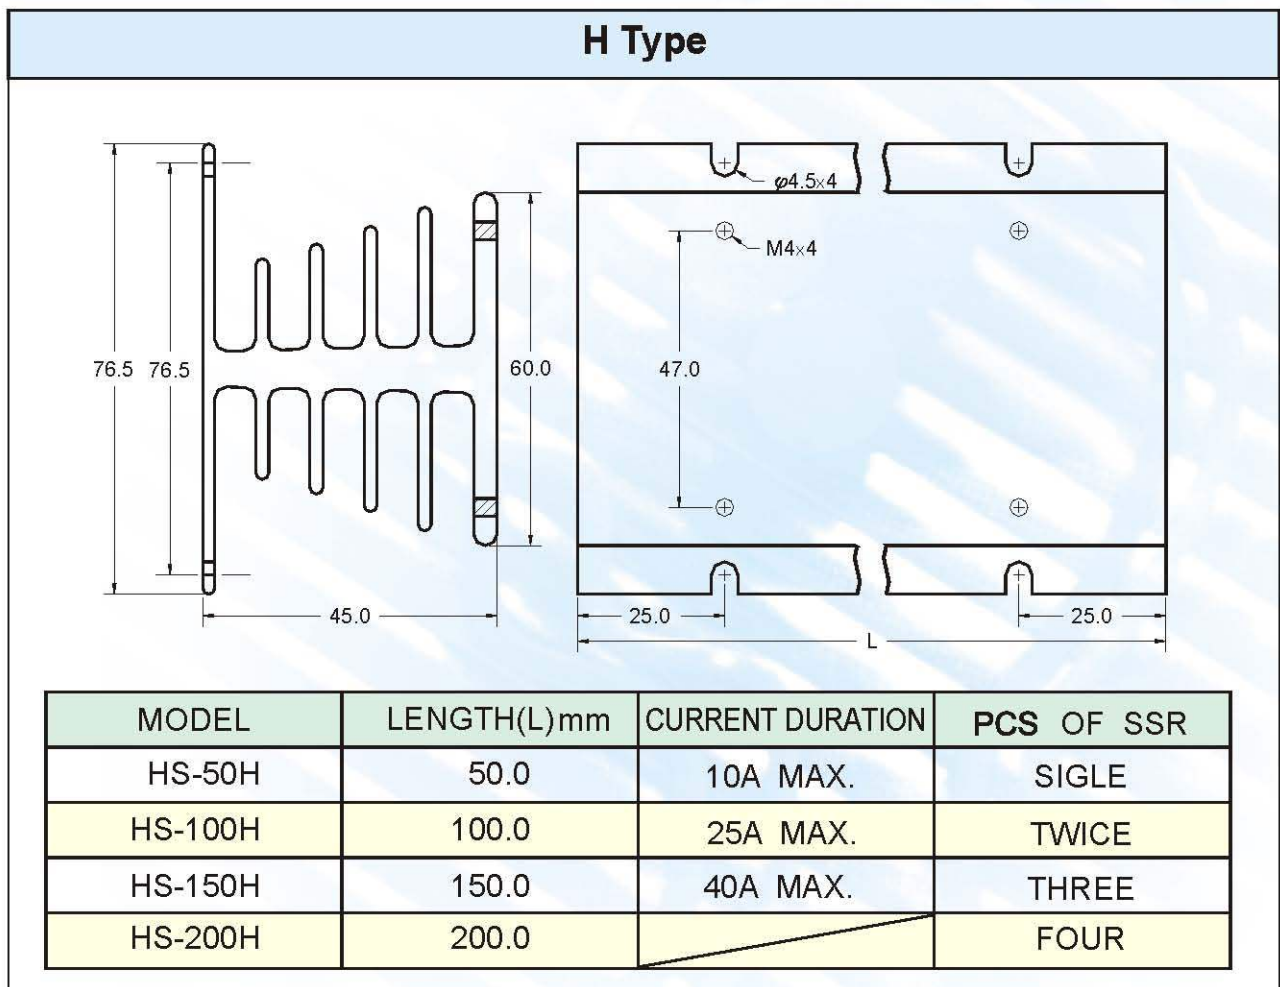 H Type
φ4.5×4
M4×4
76.5 76.5 60.0 47.0
45.0 25.0 25.0
L
MODEL LENGTH(L)mm CURRENT DURATION PCS OF SSR
HS-50H 50.0 10A MAX. SIGLE
HS-100H 100.0 25A MAX. TWICE
HS-150H 150.0 40A MAX. THREE
HS-200H 200.0 FOUR